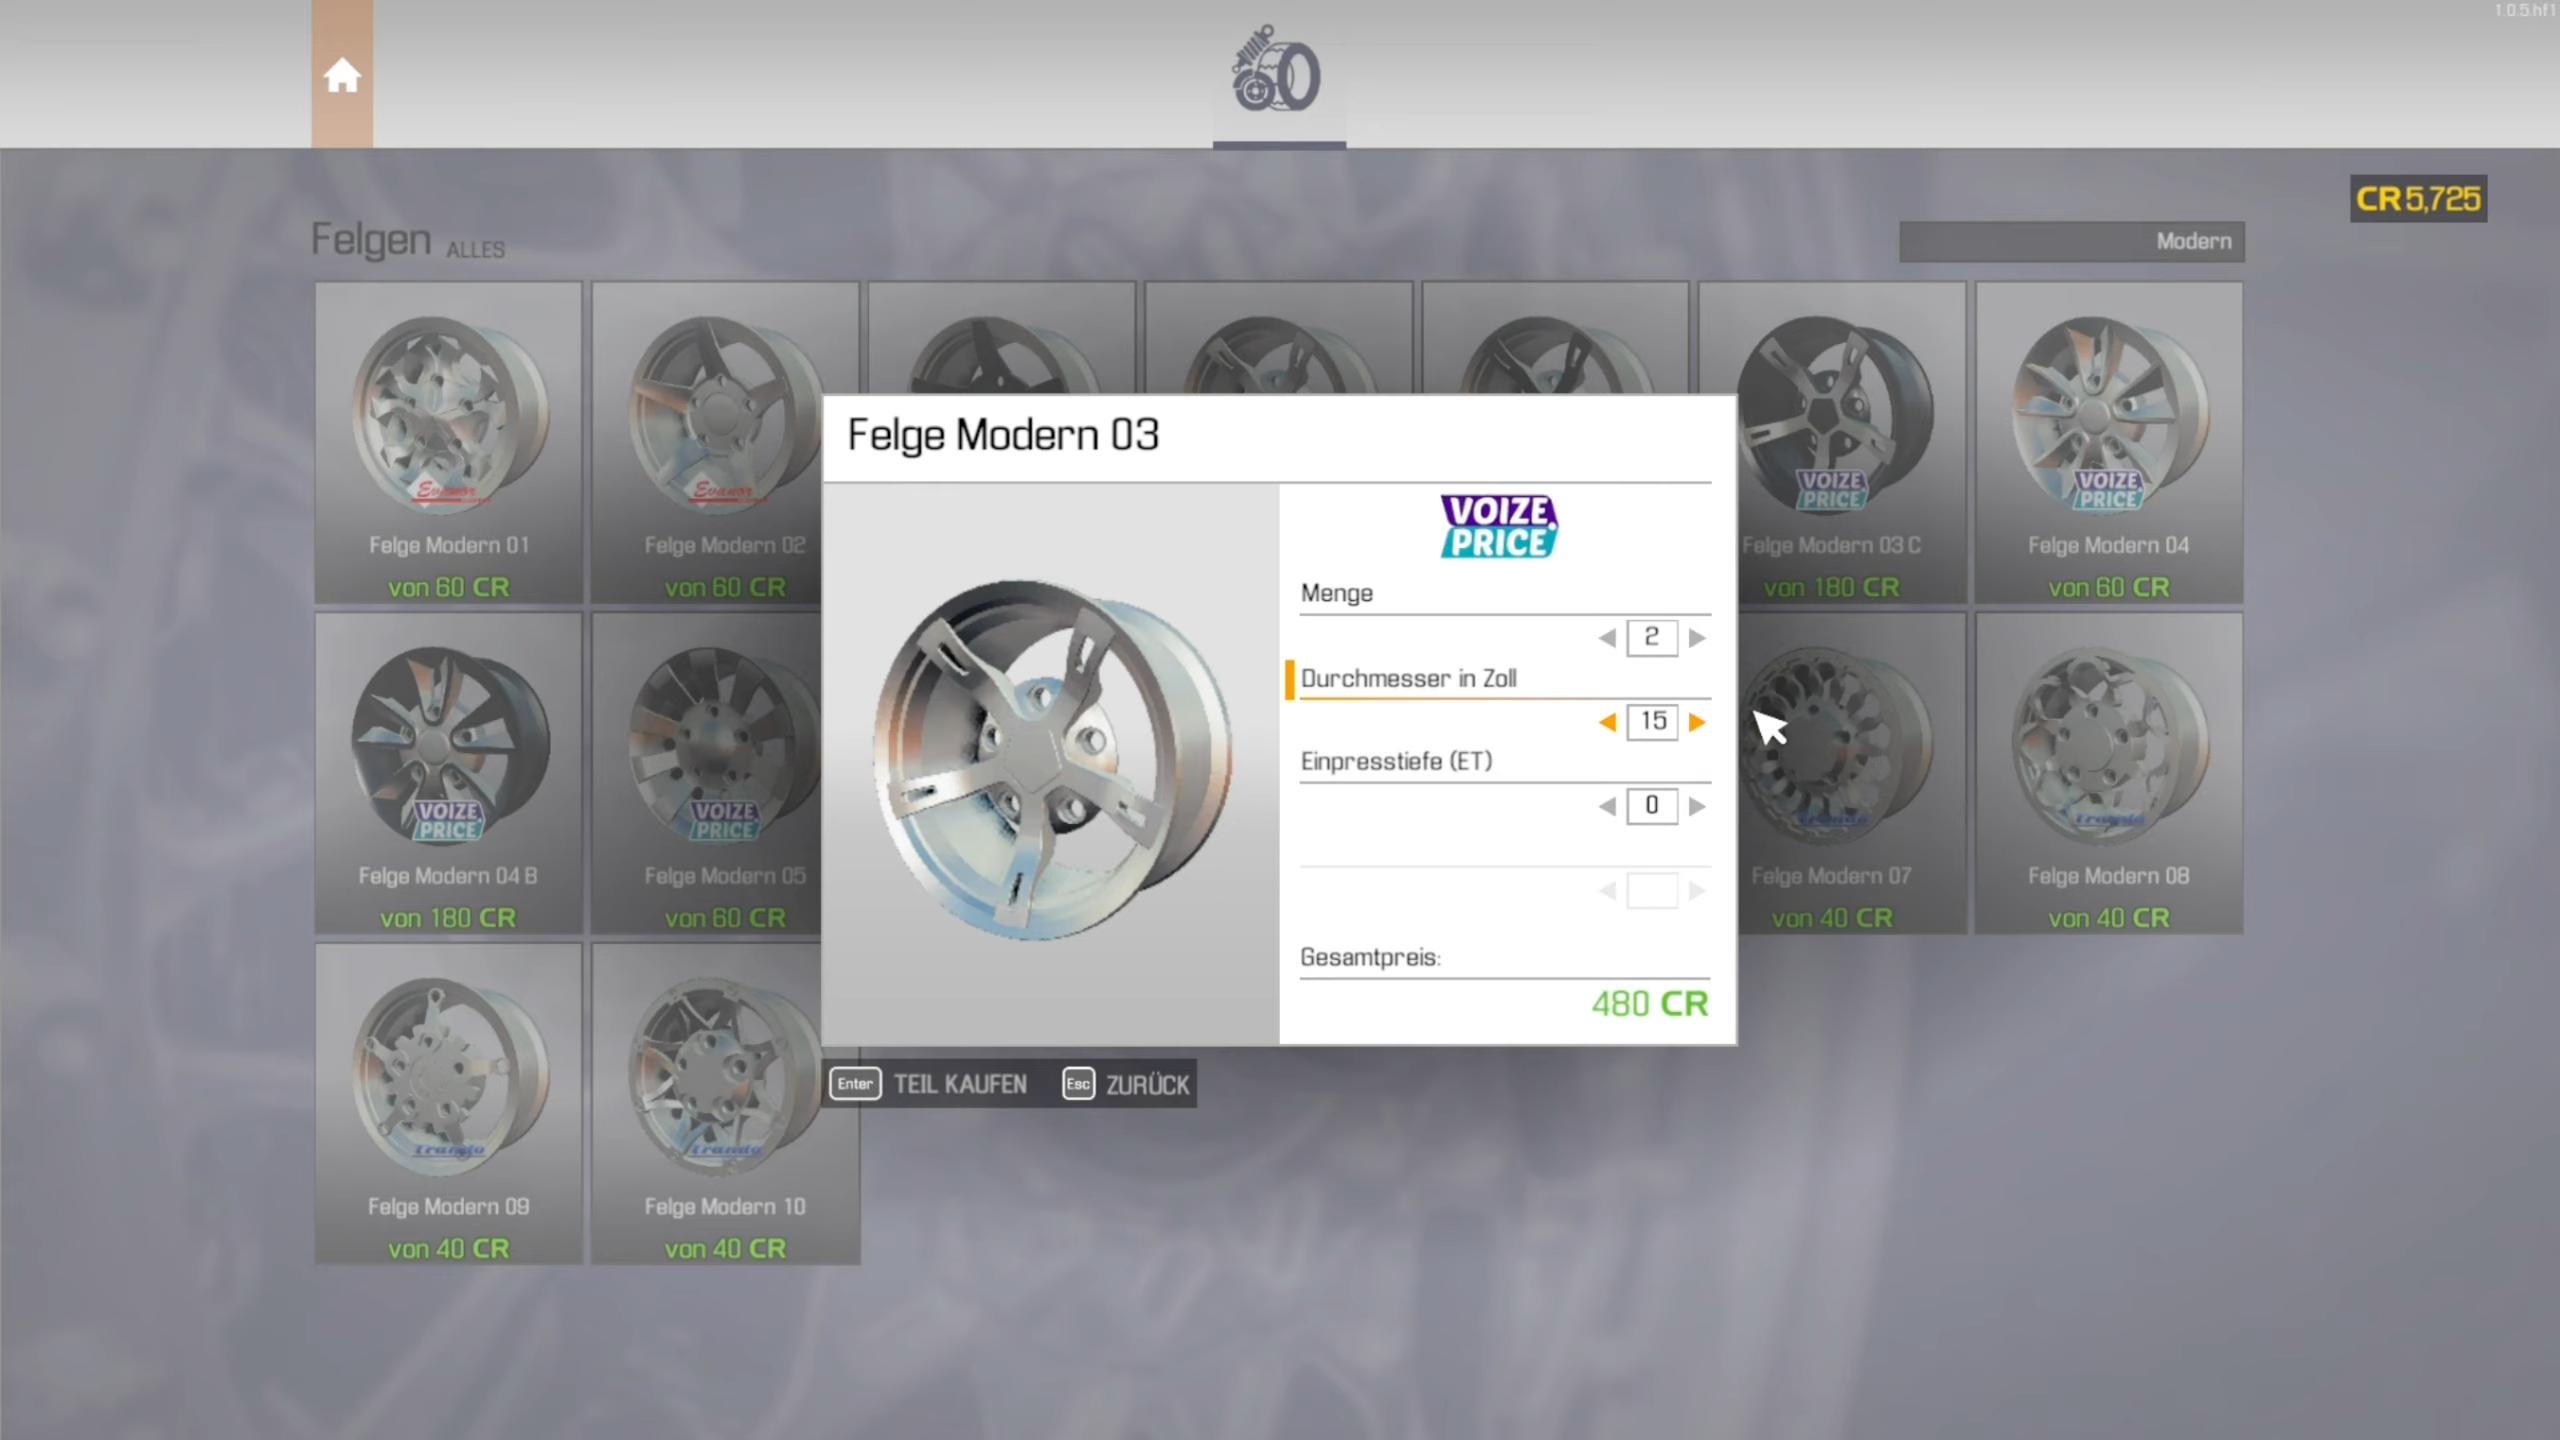 1.0.5.hf1
CR 5,725
Felgen ALLES
Modern
Evanor
Felge Modern 01
von 60 CR
Evanor
Felge Modern 02
von 60 CR
VOIZE.
PRICE
Felge Modern 03 C
von 180 CR
VOIZE.
PRICE
Felge Modern 04
von 60 CR
VOIZE.
PRICE
Felge Modern 04 B
von 180 CR
VOIZE.
PRICE
Felge Modern 05
von 60 CR
Felge Modern 07
von 40 CR
Felge Modern 08
von 40 CR
Felge Modern 09
von 40 CR
Felge Modern 10
von 40 CR
Felge Modern 03
VOIZE.
PRICE
Menge
2
Durchmesser in Zoll
15
Einpresstiefe (ET)
0
Gesamtpreis:
480 CR
Enter TEIL KAUFEN Esc ZURÜCK